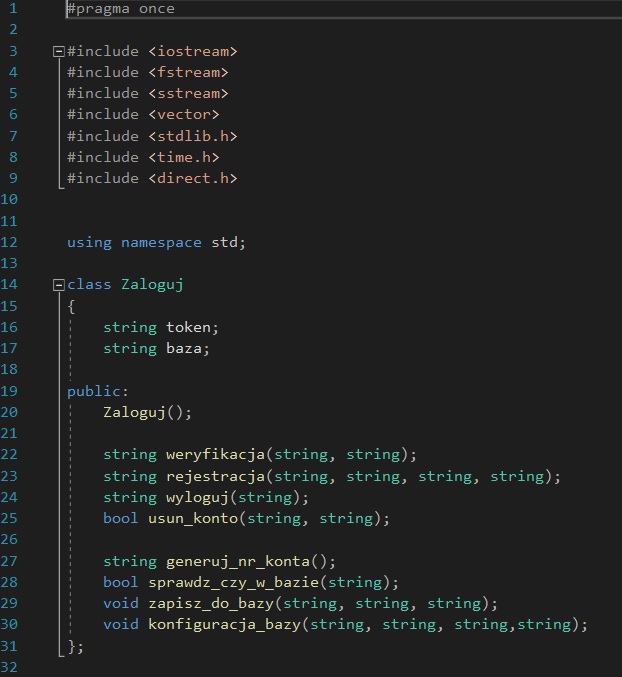 1 #pragma once
2
3 #include <iostream>
4 #include <fstream>
5 #include <sstream>
6 #include <vector>
7 #include <stdlib.h>
8 #include <time.h>
9 #include <direct.h>
10
11
12 using namespace std;
13
14 class Zaloguj
15 {
16 string token;
17 string baza;
18
19 public:
20 Zaloguj();
21
22 string weryfikacja(string, string);
23 string rejestracja(string, string, string, string);
24 string wyloguj(string);
25 bool usun_konto(string, string);
26
27 string generuj_nr_konta();
28 bool sprawdz_czy_w_bazie(string);
29 void zapisz_do_bazy(string, string, string);
30 void konfiguracja_bazy(string, string, string,string);
31 };
32